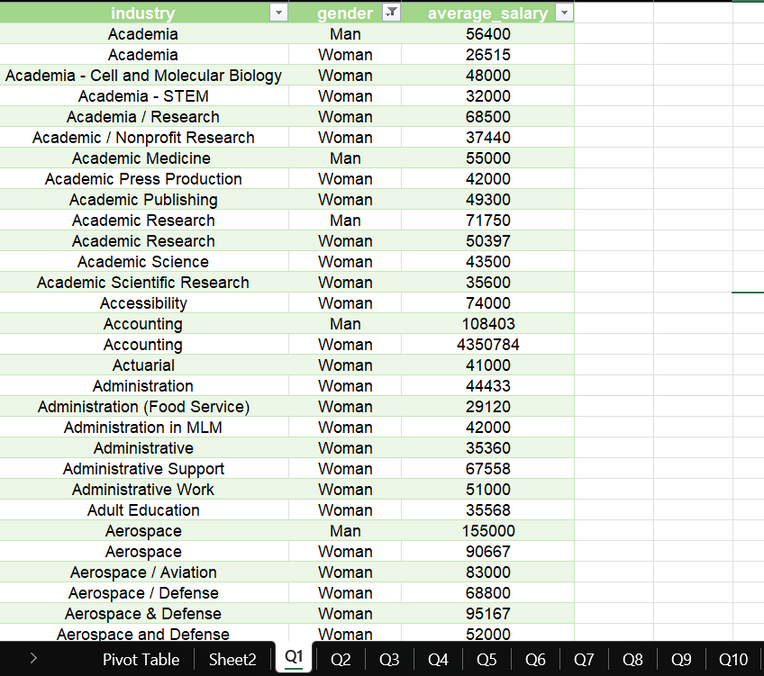 industry gender average_salary
Academia Man 56400
Academia Woman 26515
Academia - Cell and Molecular Biology Woman 48000
Academia - STEM Woman 32000
Academia / Research Woman 68500
Academic / Nonprofit Research Woman 37440
Academic Medicine Man 55000
Academic Press Production Woman 42000
Academic Publishing Woman 49300
Academic Research Man 71750
Academic Research Woman 50397
Academic Science Woman 43500
Academic Scientific Research Woman 35600
Accessibility Woman 74000
Accounting Man 108403
Accounting Woman 4350784
Actuarial Woman 41000
Administration Woman 44433
Administration (Food Service) Woman 29120
Administration in MLM Woman 42000
Administrative Woman 35360
Administrative Support Woman 67558
Administrative Work Woman 51000
Adult Education Woman 35568
Aerospace Man 155000
Aerospace Woman 90667
Aerospace / Aviation Woman 83000
Aerospace / Defense Woman 68800
Aerospace & Defense Woman 95167
Aerospace and Defense Woman 52000
Pivot Table Sheet2 Q1 Q2 Q3 Q4 Q5 Q6 Q7 Q8 Q9 Q10